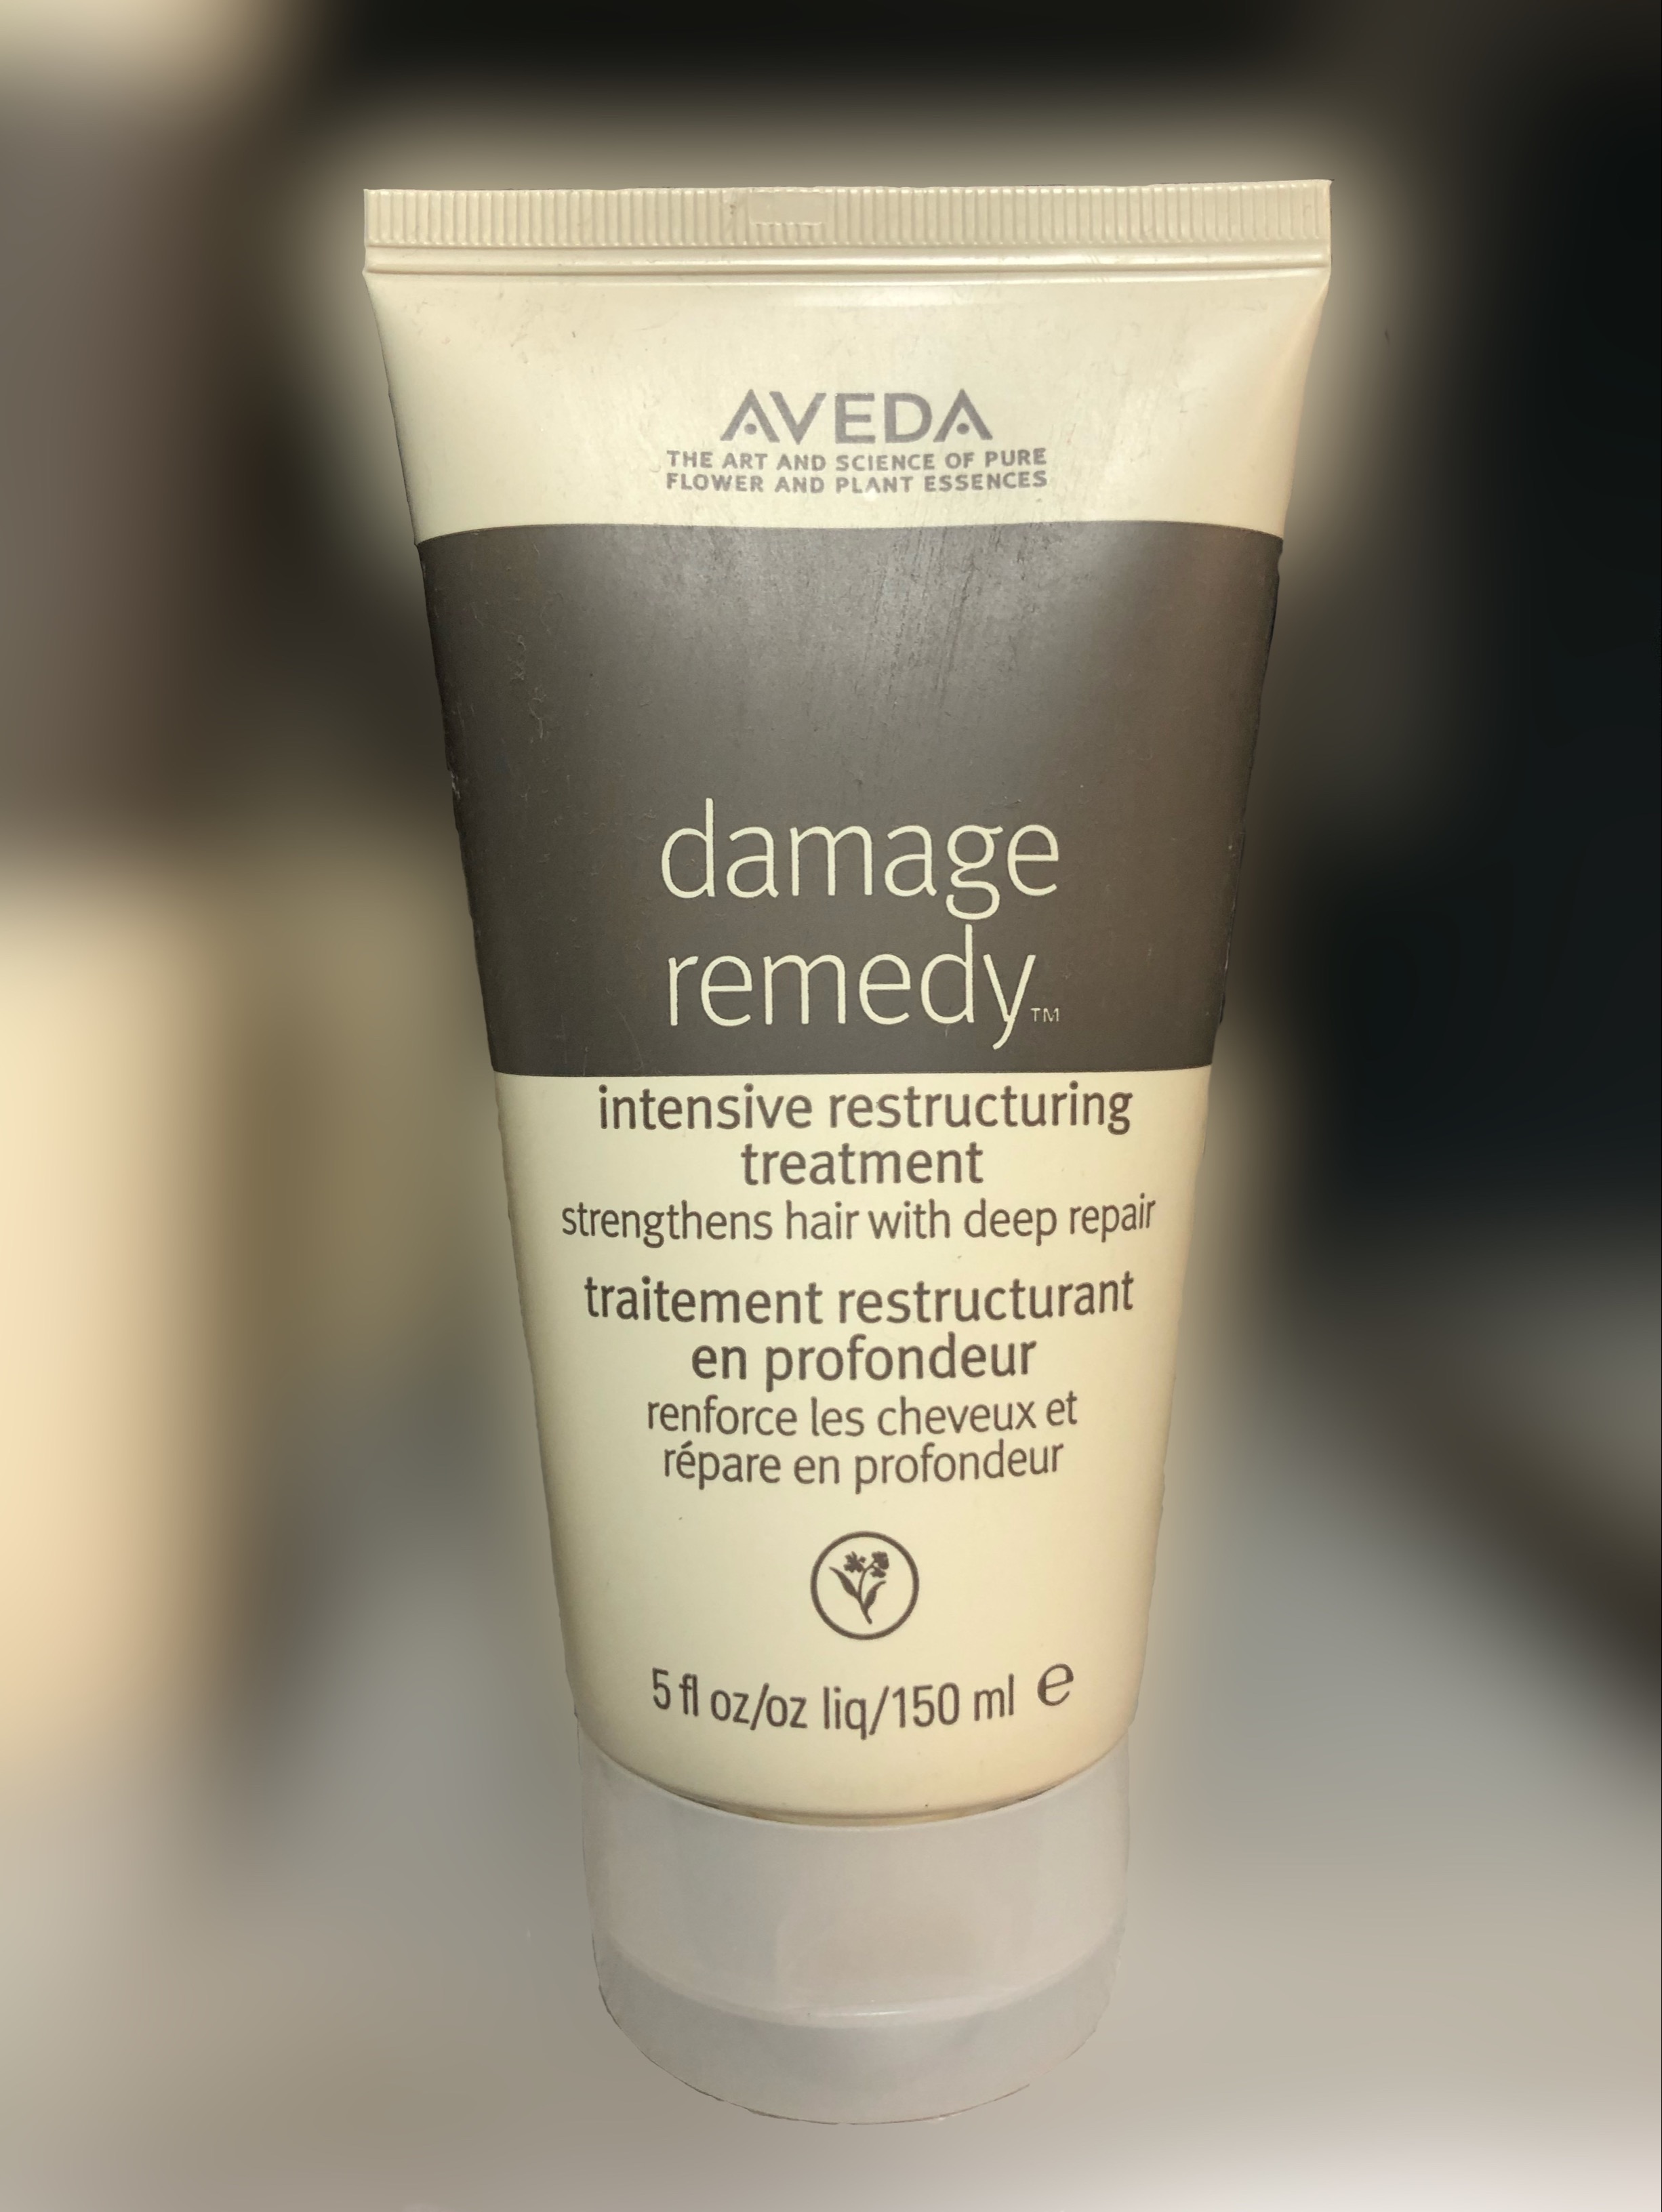 AVEDA
THE ART AND SCIENCE OF PURE
FLOWER AND PLANT ESSENCES
damage
remedy™
intensive restructuring
treatment
strengthens hair with deep repair
traitement restructurant
en profondeur
renforce les cheveux et
répare en profondeur
5 fl oz/oz liq/150 ml ℮